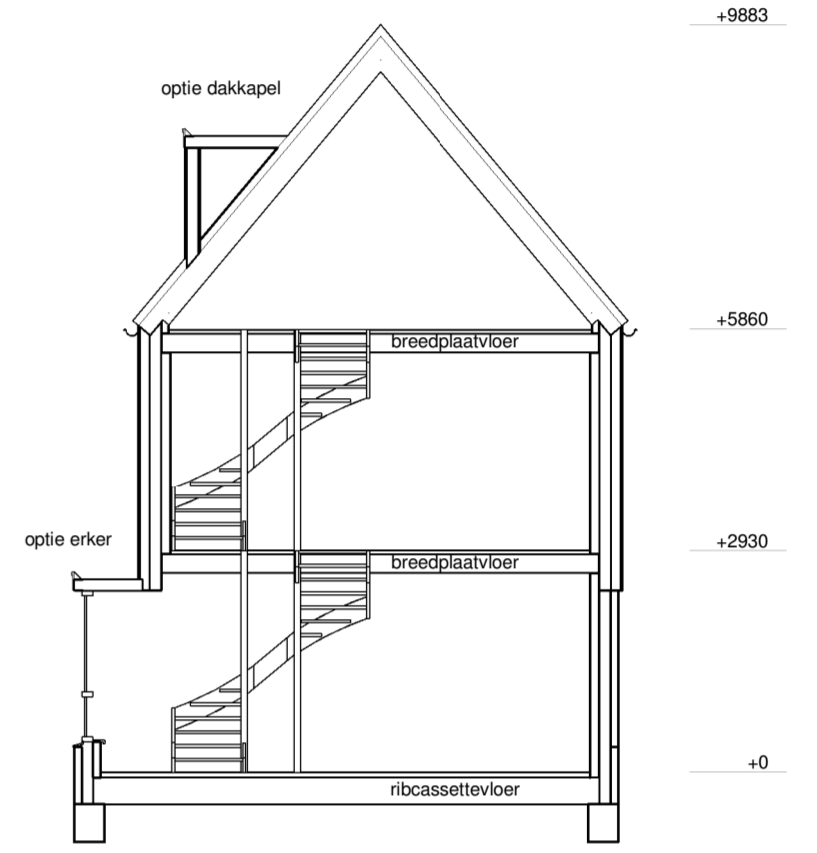 +9883
optie dakkapel
+5860
breedplaatvloer
optie erker
+2930
breedplaatvloer
+0
ribcassettevloer